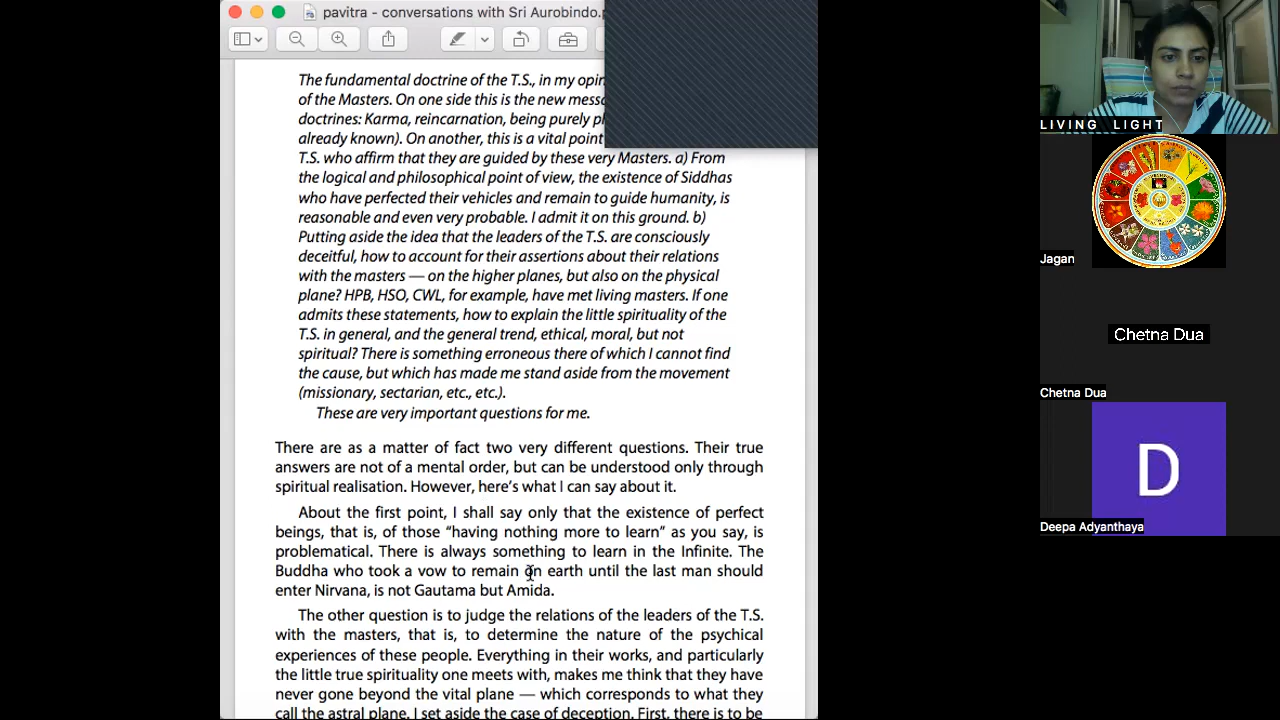 pavitra - conversations with Sri Aurobindo.
The fundamental doctrine of the T.S., in my
of the Masters. On one side this is the new
doctrines: Karma, reincarnation, being purely
already known). On another, this is a vital point
T.S. who affirm that they are guided by these very Masters. a) From
the logical and philosophical point of view, the existence of Siddhas
who have perfected their vehicles and remain to guide humanity, is
reasonable and even very probable. I admit it on this ground. b)
Putting aside the idea that the leaders of the T.S. are consciously
deceitful, how to account for their assertions about their relations
with the masters — on the higher planes, but also on the physical
plane? HPB, HSO, CWL, for example, have met living masters. If one
admits these statements, how to explain the little spirituality of the
T.S. in general, and the general trend, ethical, moral, but not
spiritual? There is something erroneous there of which I cannot find
the cause, but which has made me stand aside from the movement
(missionary, sectarian, etc., etc.).
These are very important questions for me.
There are as a matter of fact two very different questions. Their true
answers are not of a mental order, but can be understood only through
spiritual realisation. However, here's what I can say about it.
About the first point, I shall say only that the existence of perfect
beings, that is, of those “having nothing more to learn” as you say, is
problematical. There is always something to learn in the Infinite. The
Buddha who took a vow to remain on earth until the last man should
enter Nirvana, is not Gautama but Amida.
The other question is to judge the relations of the leaders of the T.S.
with the masters, that is, to determine the nature of the psychical
experiences of these people. Everything in their works, and particularly
the little true spirituality one meets with, makes me think that they have
never gone beyond the vital plane — which corresponds to what they
call the astral plane. I set aside the case of deception. First, there is to be
LIVING LIGHT
Jagan
Chetna Dua
Chetna Dua
D
Deepa Adyanthaya